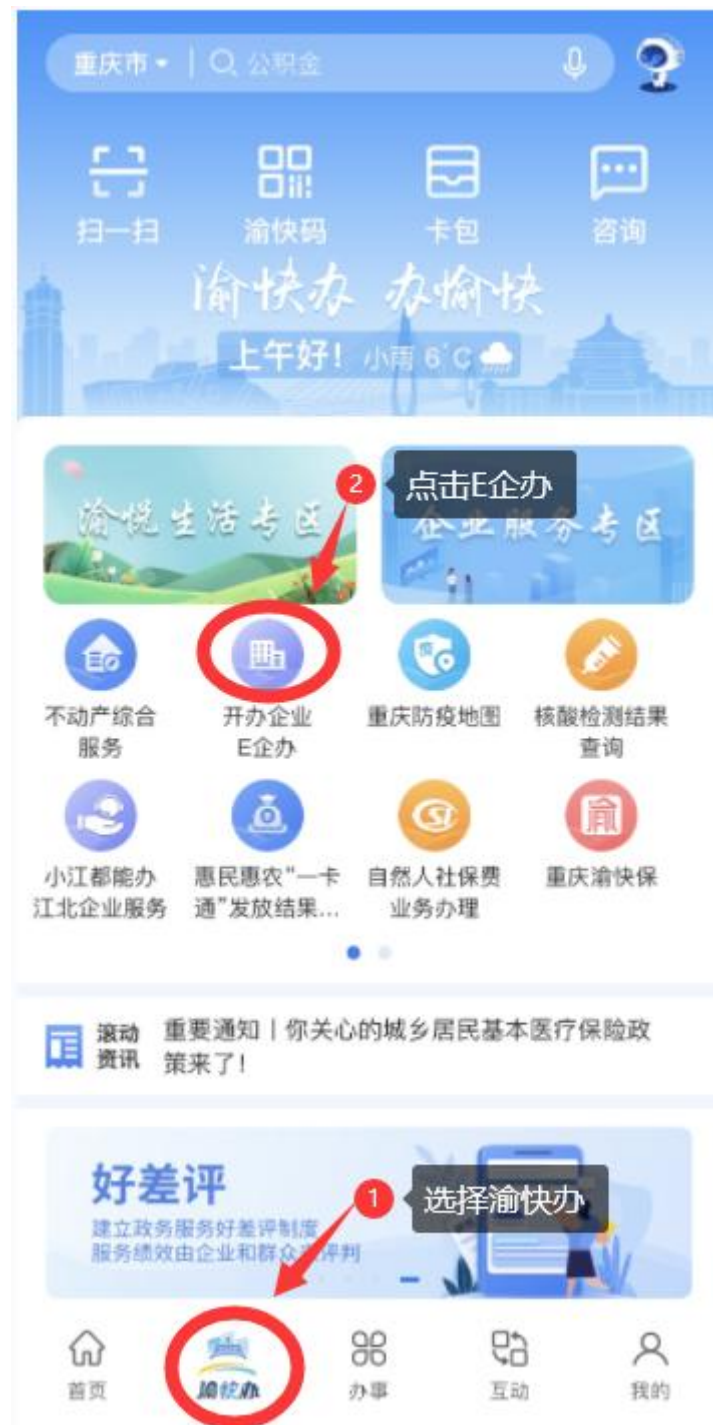 重庆市
公积金
扫一扫
渝快码
卡包
咨询
渝快办 办愉快
上午好! 小雨 6°C
渝悦生活专区
2
点击E企办
企业服务专区
不动产综合
服务
开办企业
E企办
重庆防疫地图
核酸检测结果
查询
小江都能办
江北企业服务
惠民惠农“一卡
通”发放结果...
自然人社保费
业务办理
渝
重庆渝快保
滚动
资讯
重要通知丨你关心的城乡居民基本医疗保险政
策来了!
好差评
建立政务服务好差评制度
服务绩效由企业和群众来评判
1
选择渝快办
首页
渝快办
办事
互动
我的